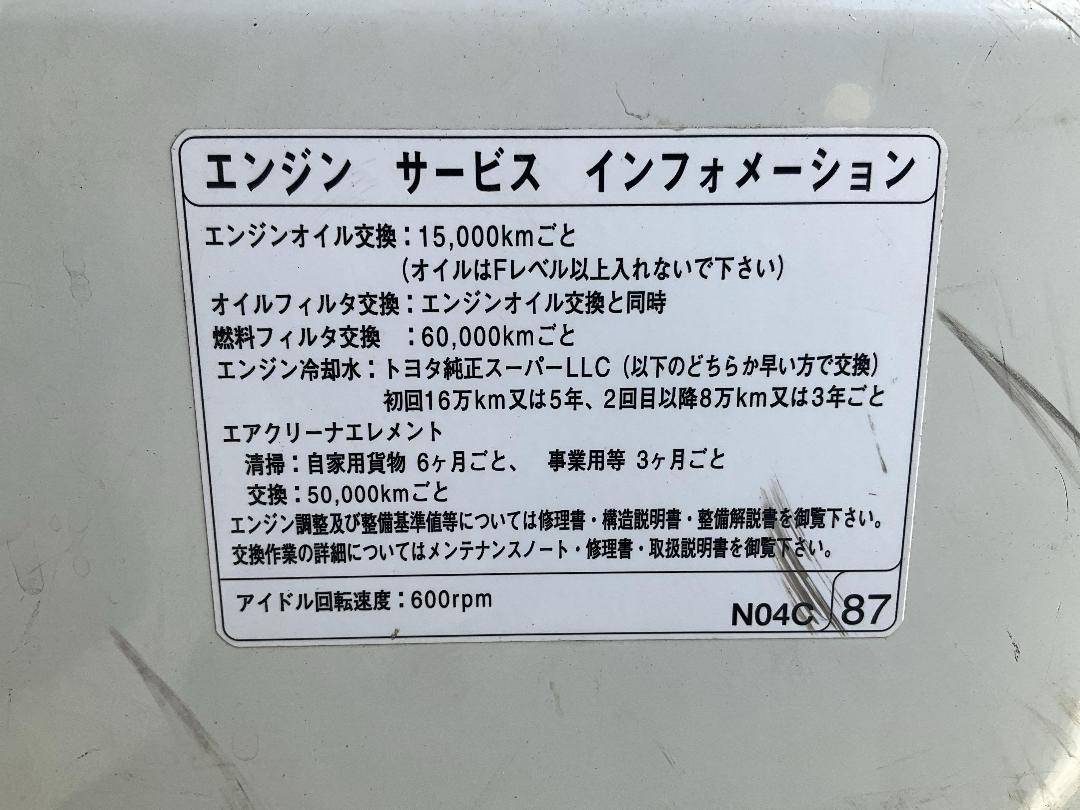 エンジン サービス インフォメーション
エンジンオイル交換：15,000kmごと
（オイルはFレベル以上入れないで下さい）
オイルフィルタ交換：エンジンオイル交換と同時
燃料フィルタ交換 ：60,000kmごと
エンジン冷却水：トヨタ純正スーパーLLC（以下のどちらか早い方で交換）
初回16万km又は5年、2回目以降8万km又は3年ごと
エアクリーナエレメント
清掃：自家用貨物 6ヶ月ごと、 事業用等 3ヶ月ごと
交換：50,000kmごと
エンジン調整及び整備基準値等については修理書・構造説明書・整備解説書を御覧下さい。
交換作業の詳細についてはメンテナンスノート・修理書・取扱説明書を御覧下さい。
アイドル回転速度：600rpm
N04C 87